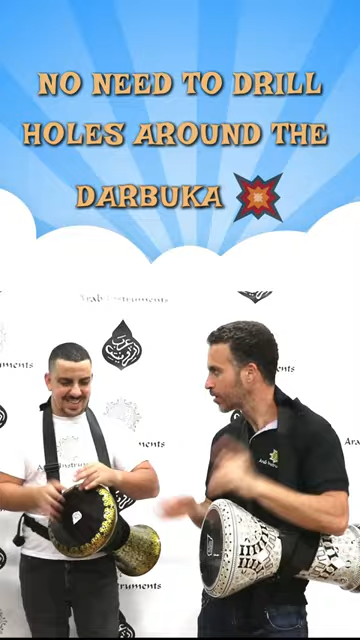 NO NEED TO DRILL
HOLES AROUND THE
DARBUKA
Arab Instruments